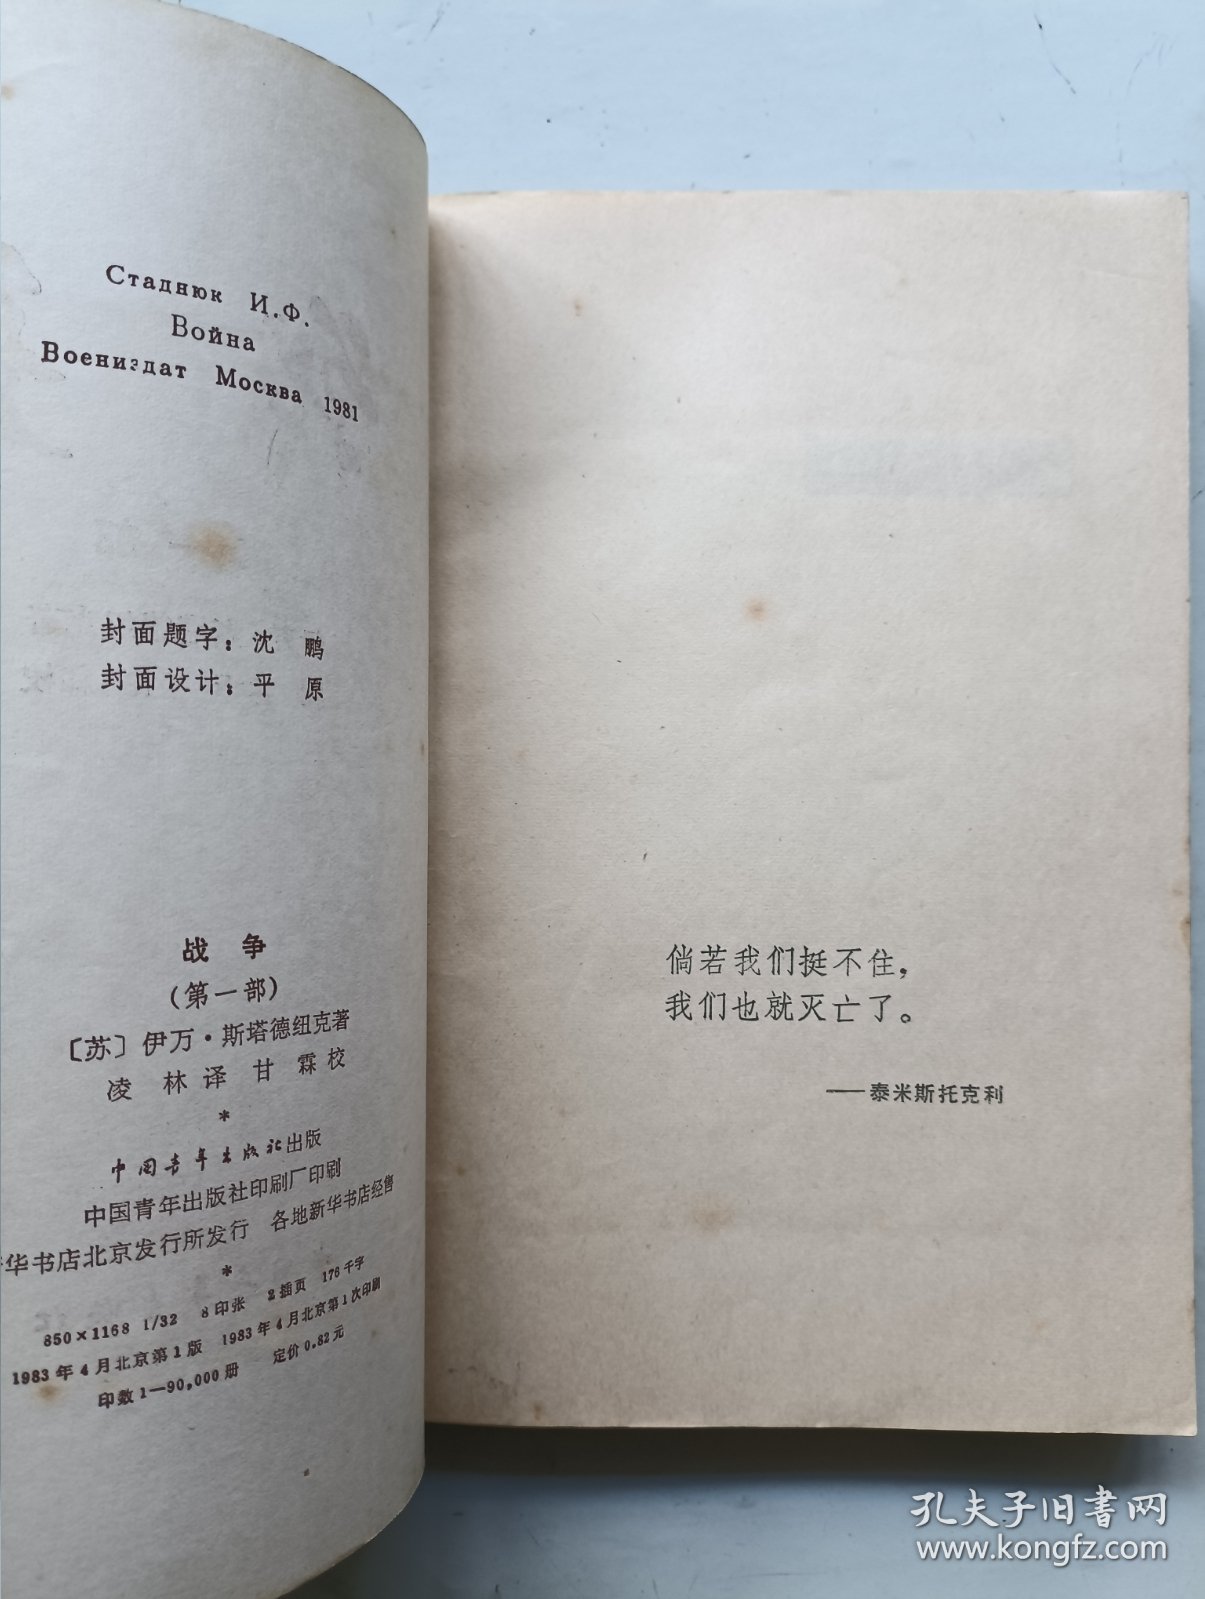 Стаднюк И.Ф.
Война
Воениздат Москва 1981
封面题字：沈 鹏
封面设计：平 原
战 争
(第一部)
〔苏〕伊万·斯塔德纽克著
凌 林译 甘 霖校
*
中国青年出版社出版
中国青年出版社印刷厂印刷
华书店北京发行所发行 各地新华书店经售
*
850×1168 1/32 8印张 2插页 176千字
1983年4月北京第1版 1983年4月北京第1次印刷
印数1—90,000册 定价0.82元
倘若我们挺不住，
我们也就灭亡了。
——泰米斯托克利
孔夫子旧书网
www.kongfz.com